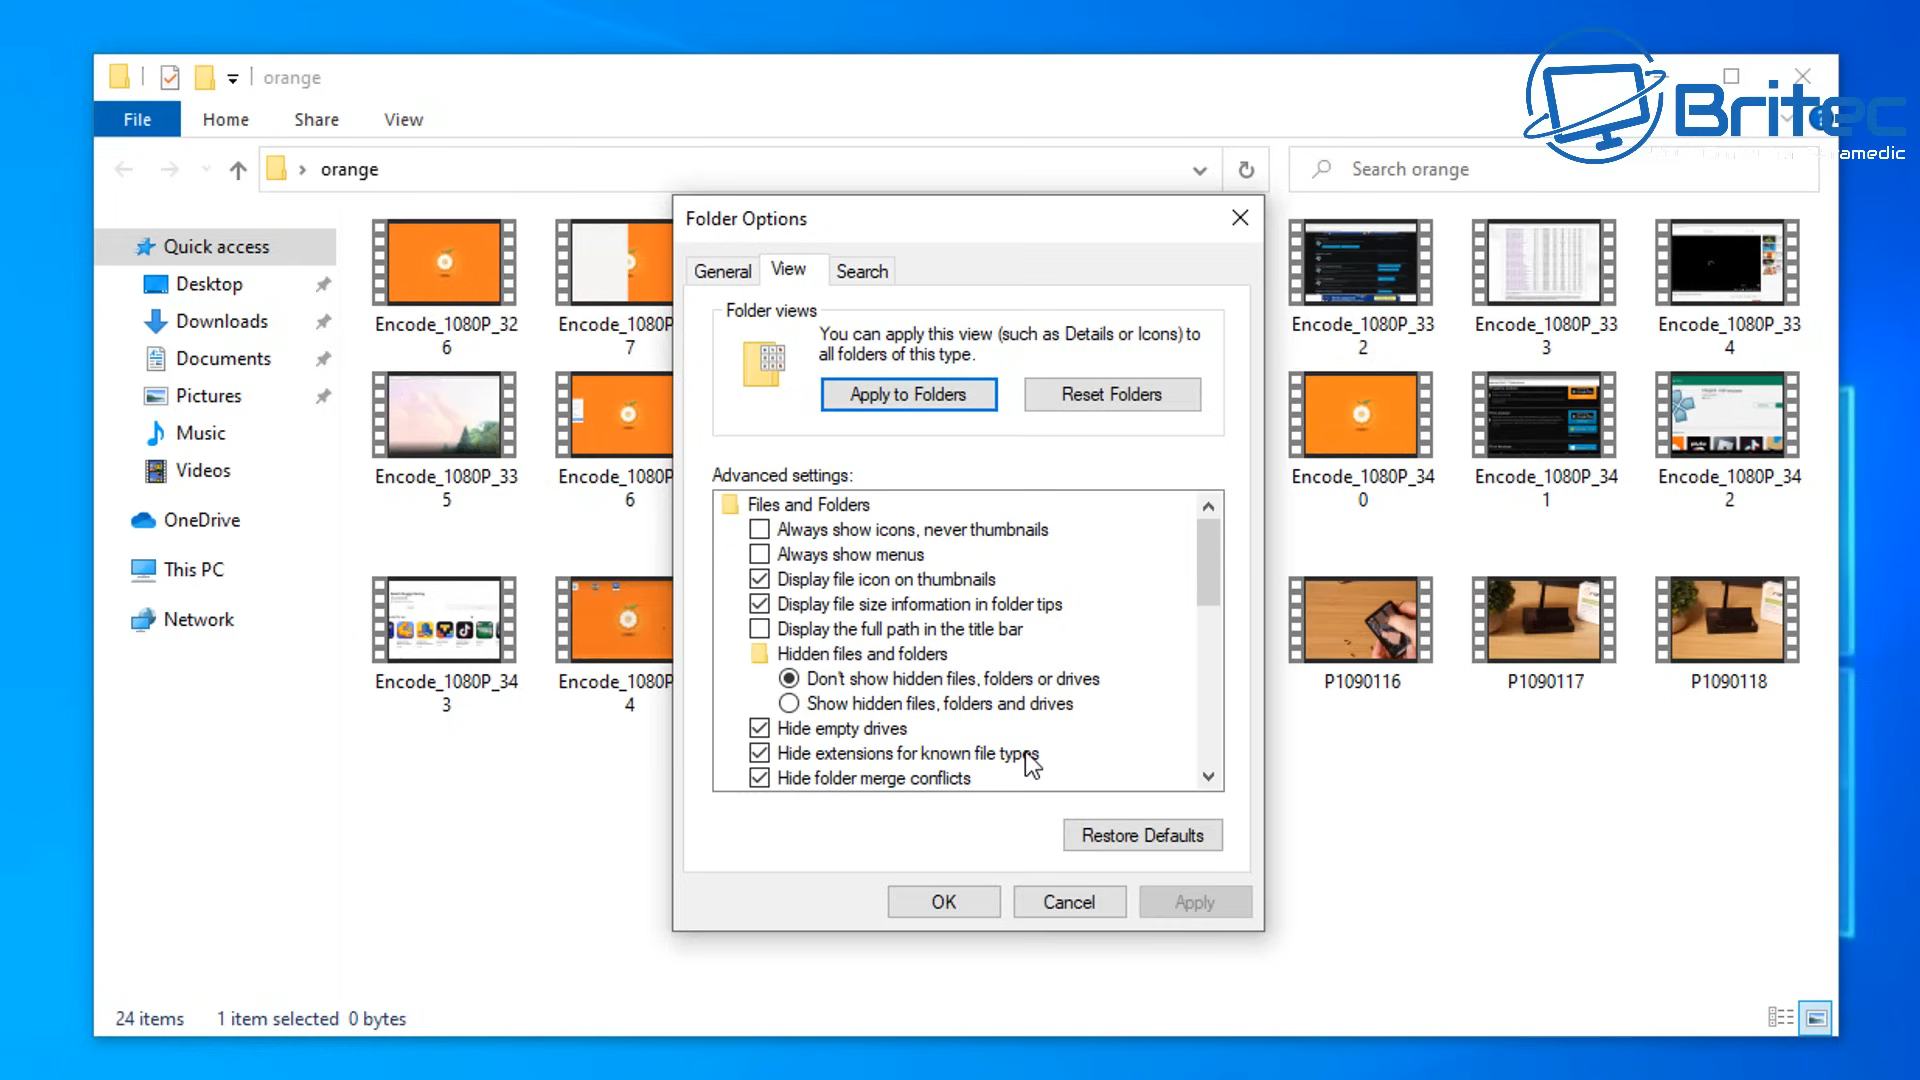 orange
Britec
File
Home
Share
View
orange
Search orange
Folder Options
General
View
Search
Folder views
You can apply this view (such as Details or Icons) to
all folders of this type.
Apply to Folders
Reset Folders
Advanced settings:
Files and Folders
Always show icons, never thumbnails
Always show menus
Display file icon on thumbnails
Display file size information in folder tips
Display the full path in the title bar
Hidden files and folders
Don't show hidden files, folders or drives
Show hidden files, folders and drives
Hide empty drives
Hide extensions for known file types
Hide folder merge conflicts
Restore Defaults
OK
Cancel
Apply
Quick access
Desktop
Downloads
Documents
Pictures
Music
Videos
OneDrive
This PC
Network
Encode_1080P_32
6
Encode_1080P
7
Encode_1080P_33
2
Encode_1080P_33
3
Encode_1080P_33
4
Encode_1080P_33
5
Encode_1080P
6
Encode_1080P_34
0
Encode_1080P_34
1
Encode_1080P_34
2
Encode_1080P_34
3
Encode_1080P
4
P1090116
P1090117
P1090118
24 items
1 item selected 0 bytes